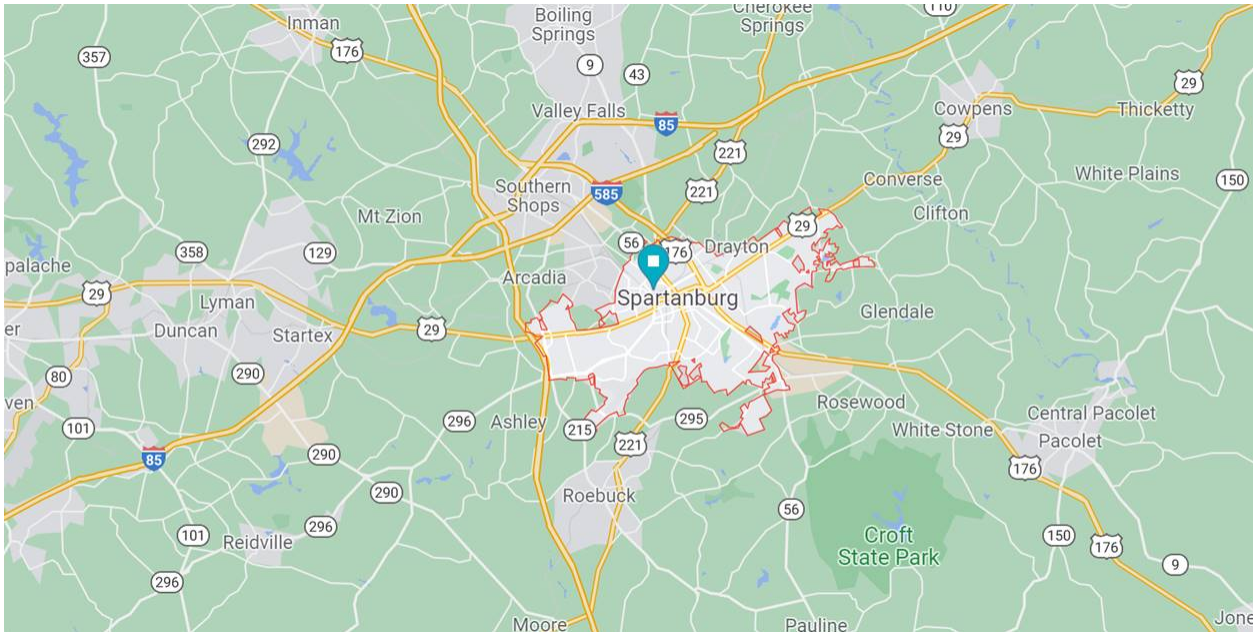 Inman
Boiling
Springs
Cherokee
Springs
110
357
176
9
43
29
Valley Falls
85
Cowpens
Thicketty
292
221
29
Southern
Shops
585
221
Converse
White Plains
150
Mt Zion
Clifton
358
129
56
176
Drayton
29
palache
Arcadia
29
Lyman
Spartanburg
Glendale
er
Duncan
Startex
29
80
290
ven
Rosewood
Central Pacolet
101
296
Ashley
215
295
White Stone
Pacolet
221
85
290
176
290
Roebuck
296
56
Croft
State Park
101
Reidville
150
176
9
296
Moore
Pauline
Jone